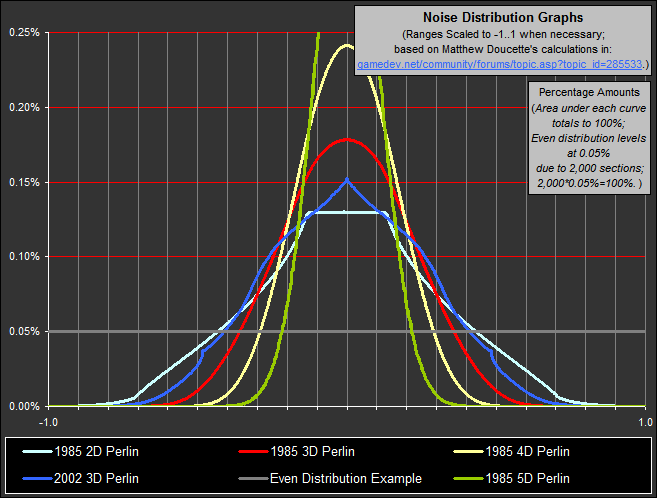 Noise Distribution Graphs
(Ranges Scaled to -1..1 when necessary;
based on Matthew Doucette's calculations in:
gamedev.net/community/forums/topic.asp?topic_id=285533.)
Percentage Amounts
(Area under each curve
totals to 100%;
Even distribution levels
at 0.05%
due to 2,000 sections;
2,000*0.05%=100%. )
0.25%
0.20%
0.15%
0.10%
0.05%
0.00%
-1.0
1.0
1985 2D Perlin
1985 3D Perlin
1985 4D Perlin
2002 3D Perlin
Even Distribution Example
1985 5D Perlin